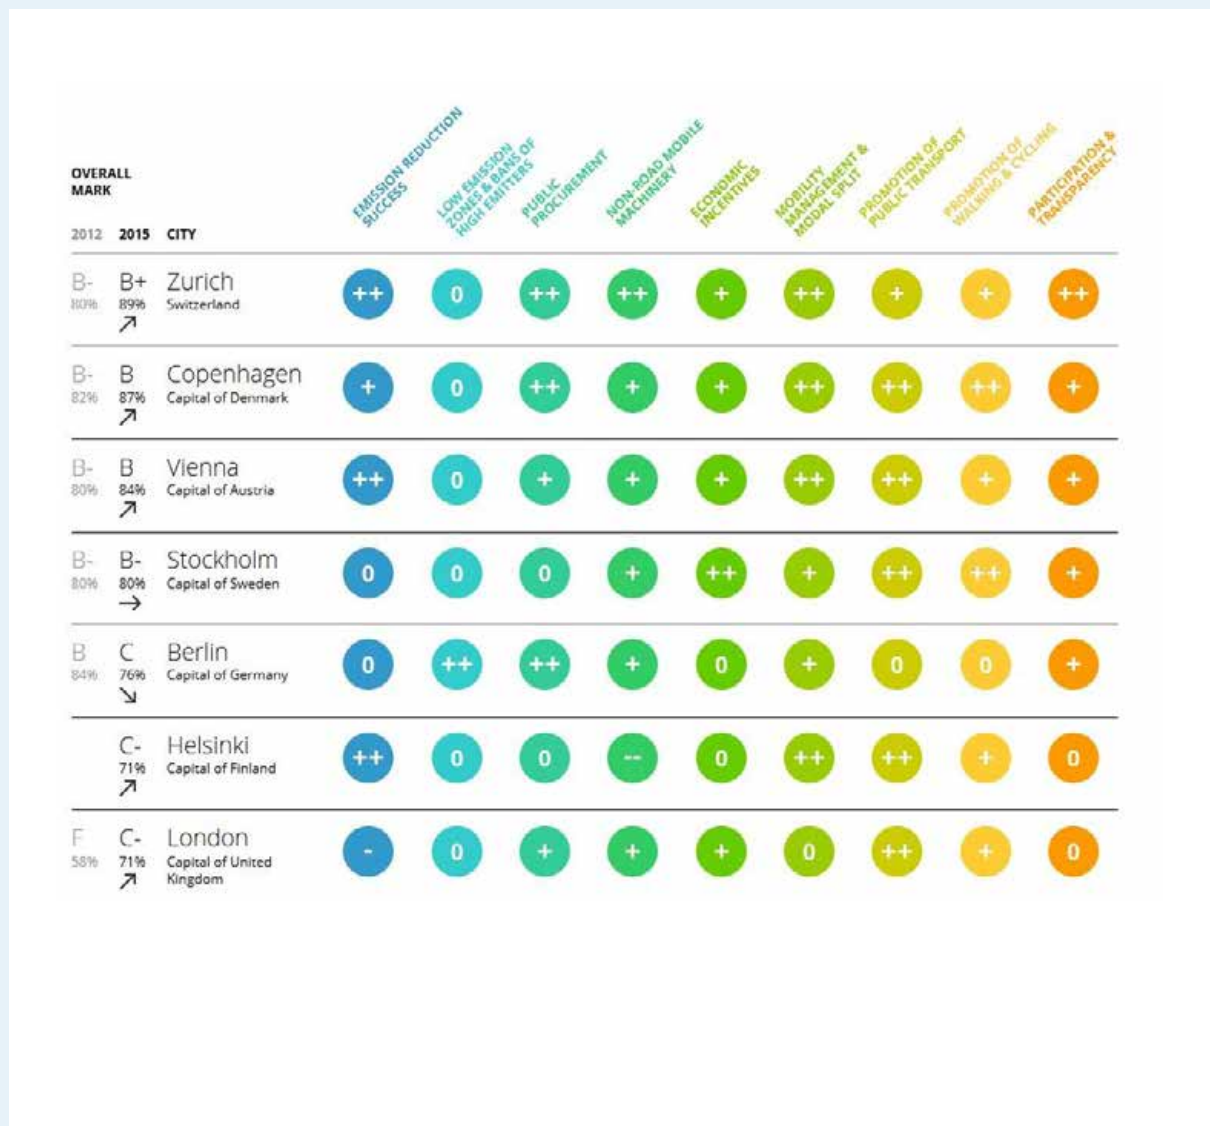 OVERALL
MARK
2012 2015 CITY
EMISSION REDUCTION
SUCCESS
LOW EMISSION
ZONES & BANS OF
HIGH EMITTERS
PUBLIC
PROCUREMENT
NON-ROAD MOBILE
MACHINERY
ECONOMIC
INCENTIVES
MOBILITY
MANAGEMENT &
MODAL SPLIT
PROMOTION OF
PUBLIC TRANSPORT
PROMOTION OF
WALKING & CYCLING
PARTICIPATION &
TRANSPARENCY
B- B+ Zurich
80% 89% Switzerland
++ 0 ++ ++ + ++ + + ++
B- B Copenhagen
82% 87% Capital of Denmark
+ 0 ++ + + ++ ++ ++ +
B- B Vienna
80% 84% Capital of Austria
++ 0 + + + ++ ++ + +
B- B- Stockholm
80% 80% Capital of Sweden
0 0 0 + ++ + ++ ++ +
B C Berlin
84% 76% Capital of Germany
0 ++ ++ + 0 + 0 0 +
C- Helsinki
71% Capital of Finland
++ 0 0 -- 0 ++ ++ + 0
F C- London
58% 71% Capital of United
Kingdom
- 0 + + + 0 ++ + 0